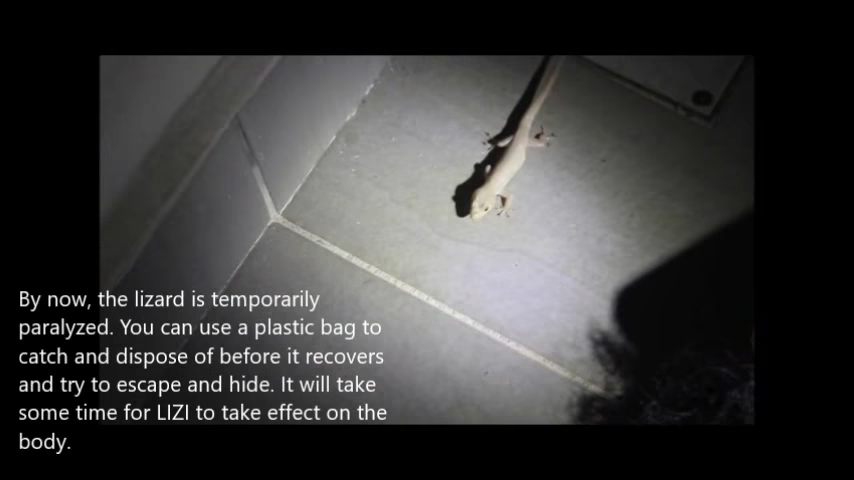 By now, the lizard is temporarily
paralyzed. You can use a plastic bag to
catch and dispose of before it recovers
and try to escape and hide. It will take
some time for LIZI to take effect on the
body.